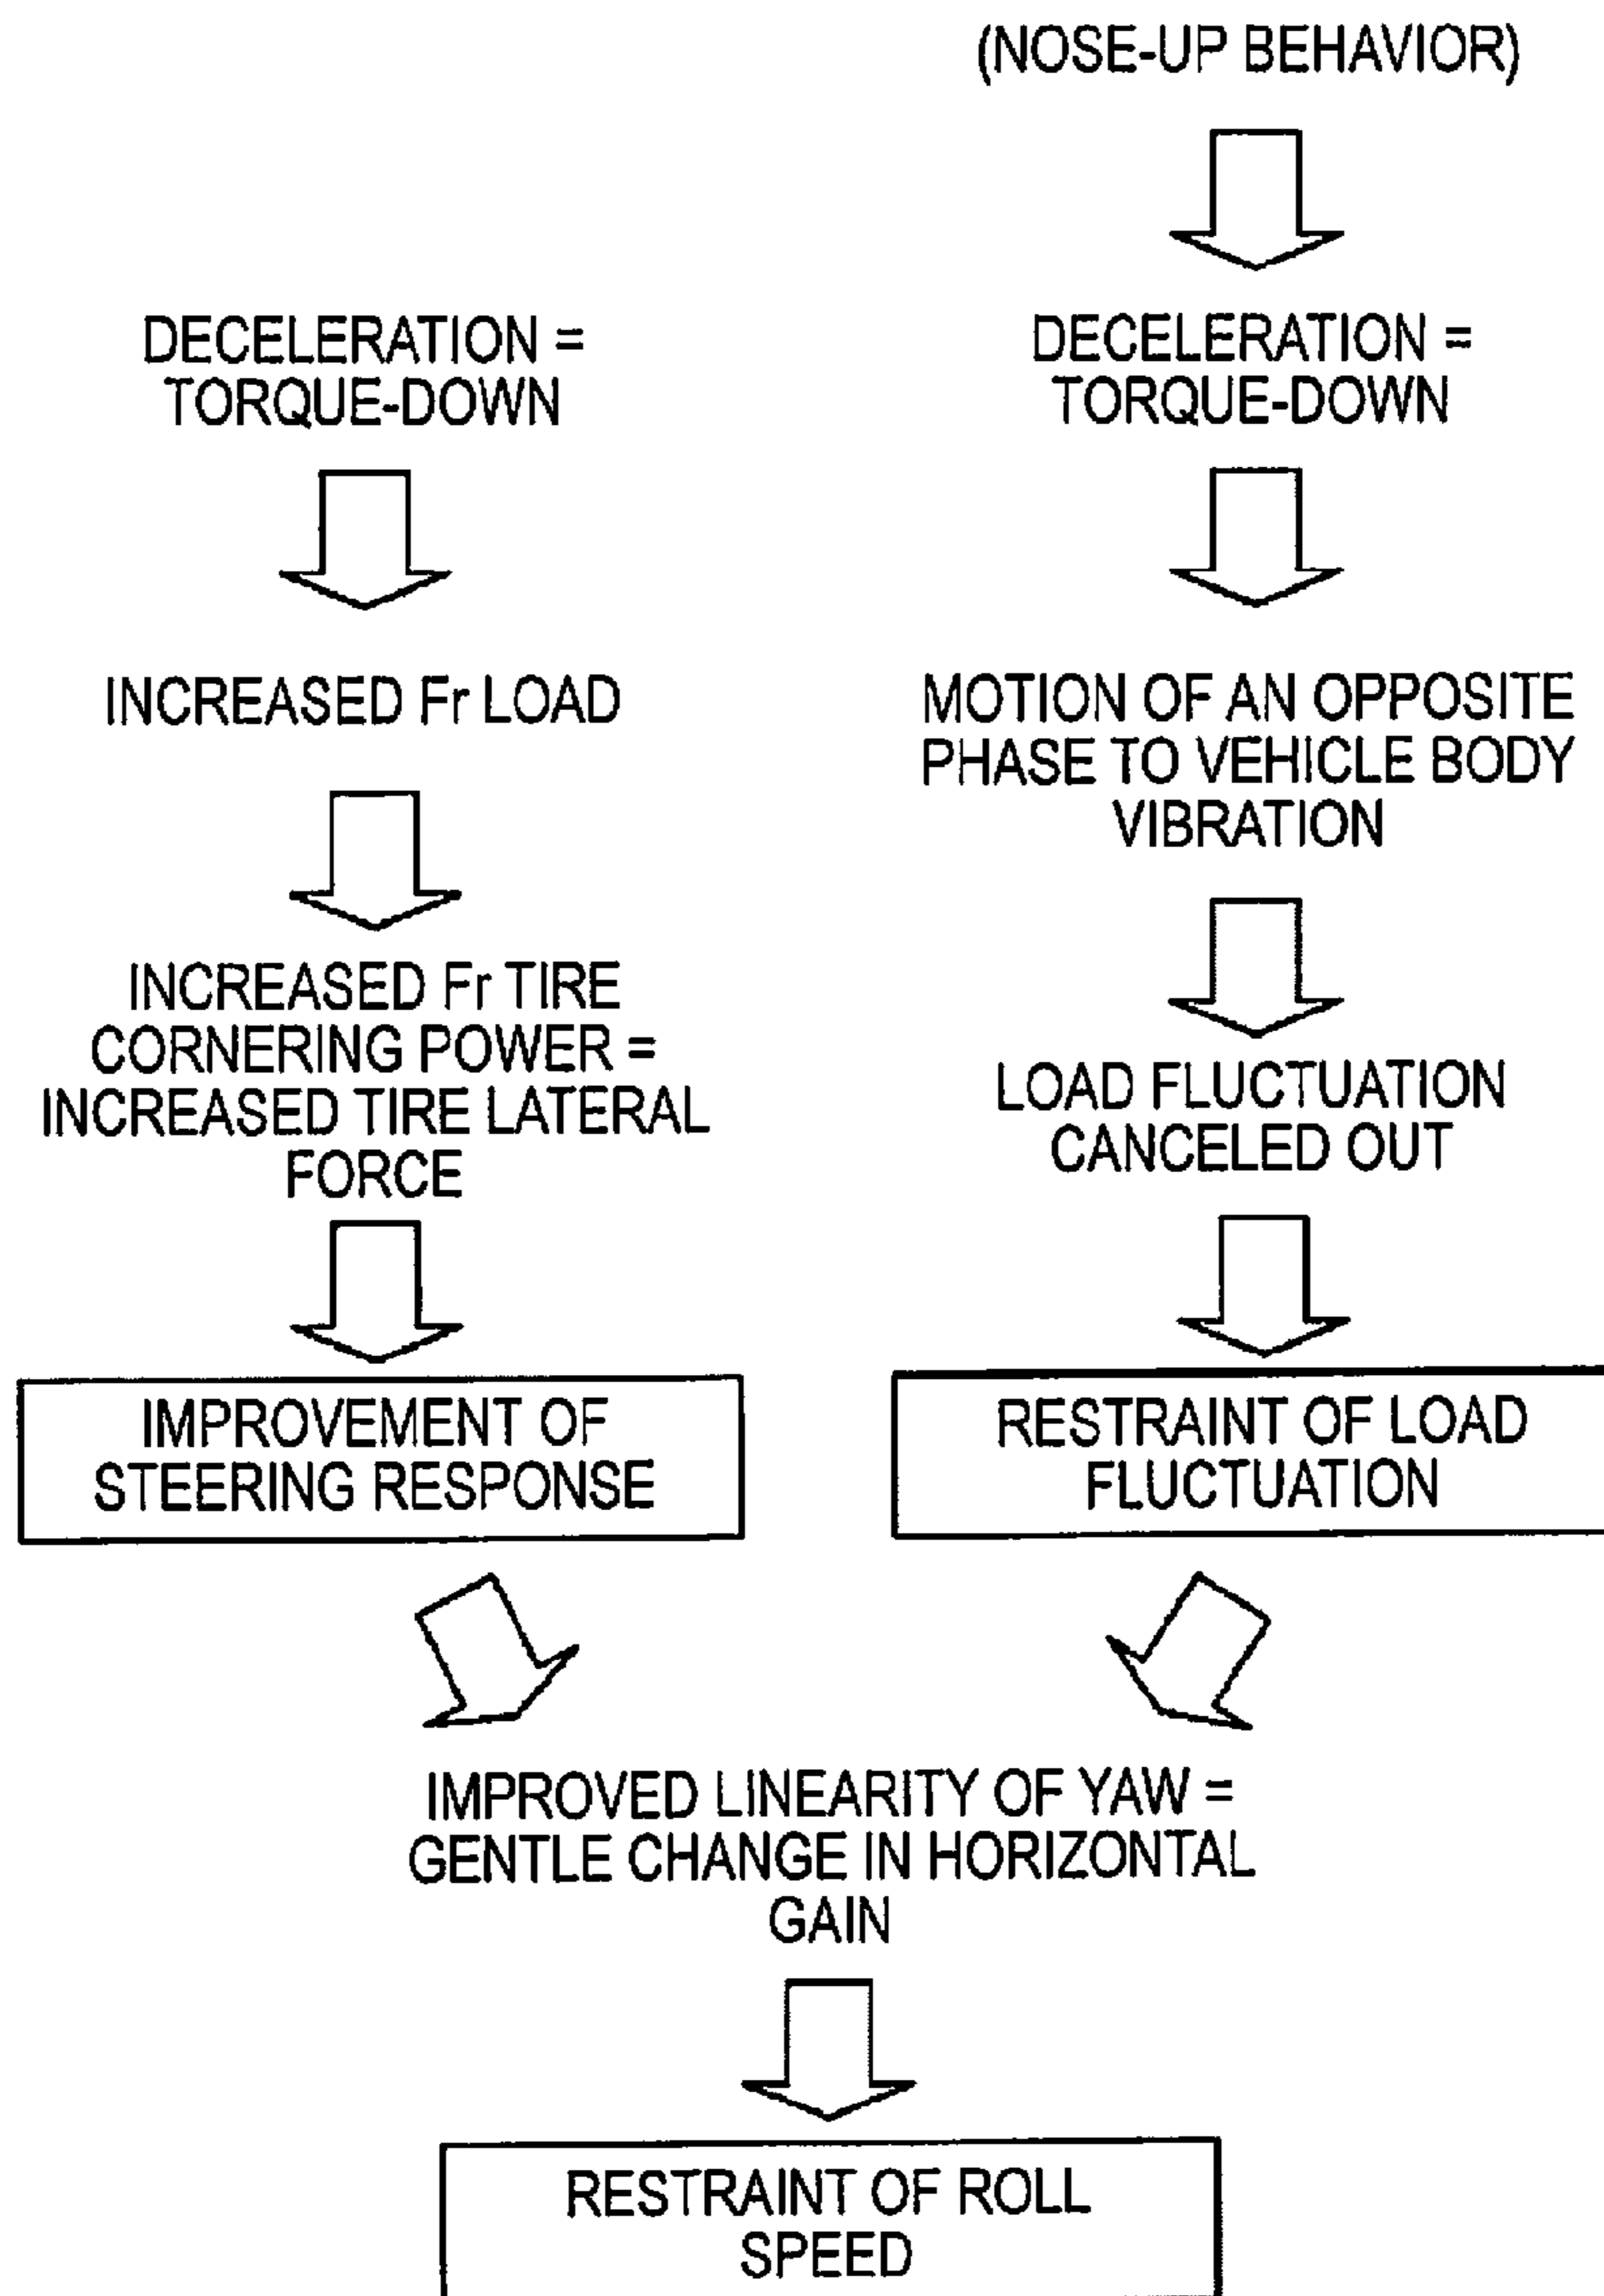 (NOSE-UP BEHAVIOR)
DECELERATION =
TORQUE-DOWN
DECELERATION =
TORQUE-DOWN
INCREASED Fr LOAD
MOTION OF AN OPPOSITE
PHASE TO VEHICLE BODY
VIBRATION
INCREASED Fr TIRE
CORNERING POWER =
INCREASED TIRE LATERAL
FORCE
LOAD FLUCTUATION
CANCELED OUT
IMPROVEMENT OF
STEERING RESPONSE
RESTRAINT OF LOAD
FLUCTUATION
IMPROVED LINEARITY OF YAW =
GENTLE CHANGE IN HORIZONTAL
GAIN
RESTRAINT OF ROLL
SPEED